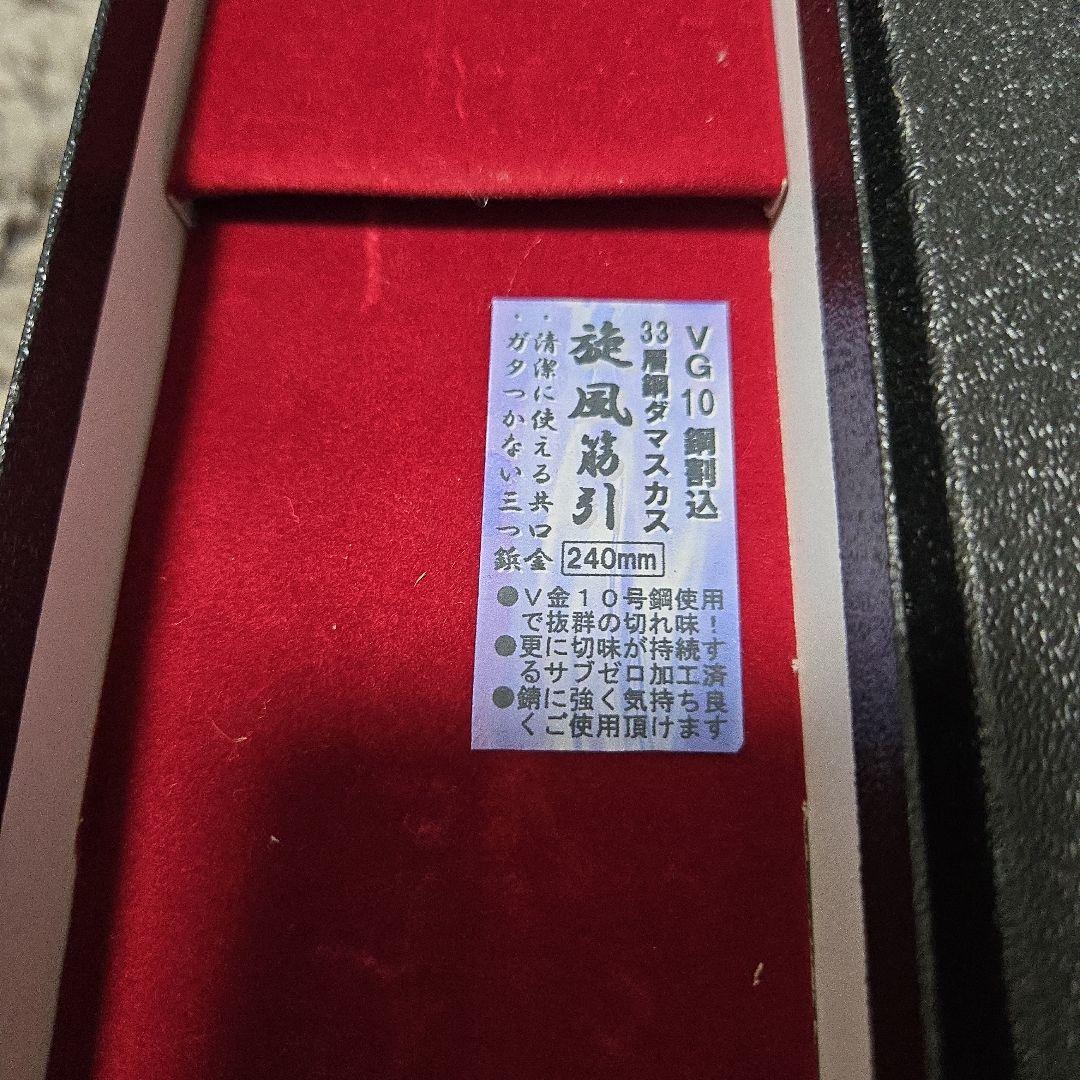 VG10 鋼割込
33層鋼ダマスカス
旋風筋引
240mm
・清潔に使える共口金
・ガタつかない三つ鋲
●V金10号鋼使用
で抜群の切れ味!
●更に切味が持続す
るサブゼロ加工済
●錆に強く気持ち良
くご使用頂けます